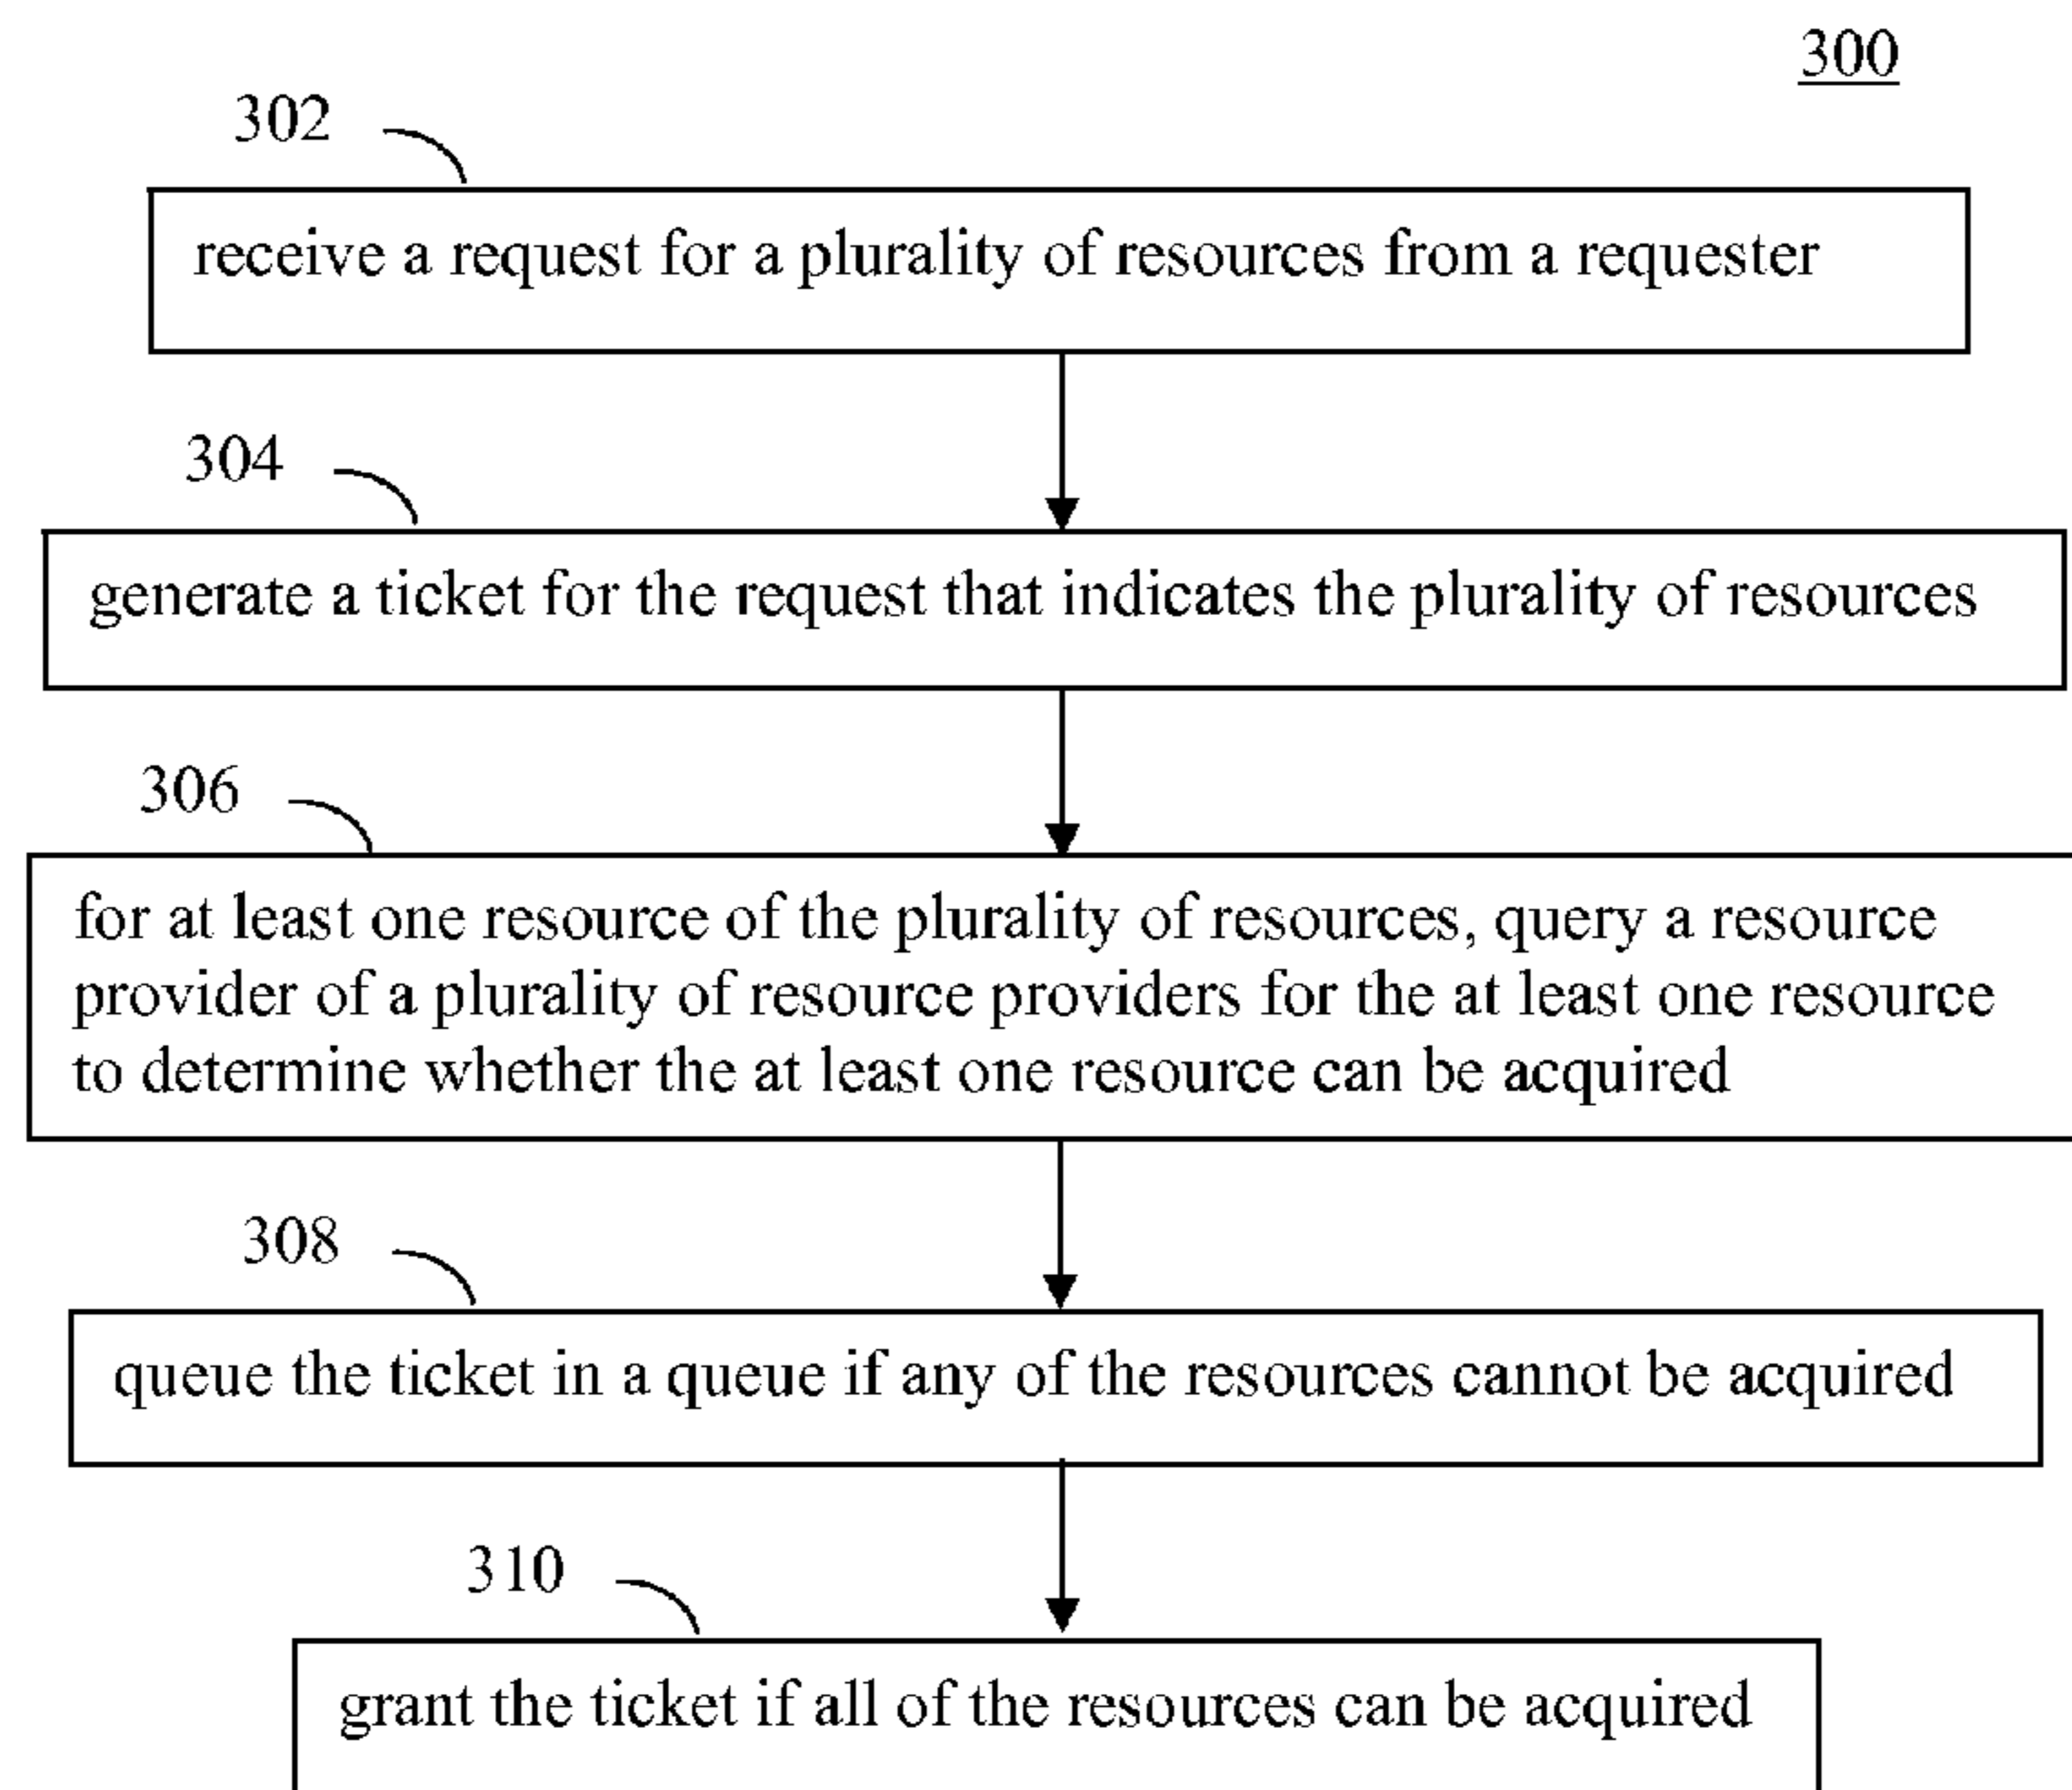 300
302
receive a request for a plurality of resources from a requester
304
generate a ticket for the request that indicates the plurality of resources
306
for at least one resource of the plurality of resources, query a resource
provider of a plurality of resource providers for the at least one resource
to determine whether the at least one resource can be acquired
308
queue the ticket in a queue if any of the resources cannot be acquired
310
grant the ticket if all of the resources can be acquired